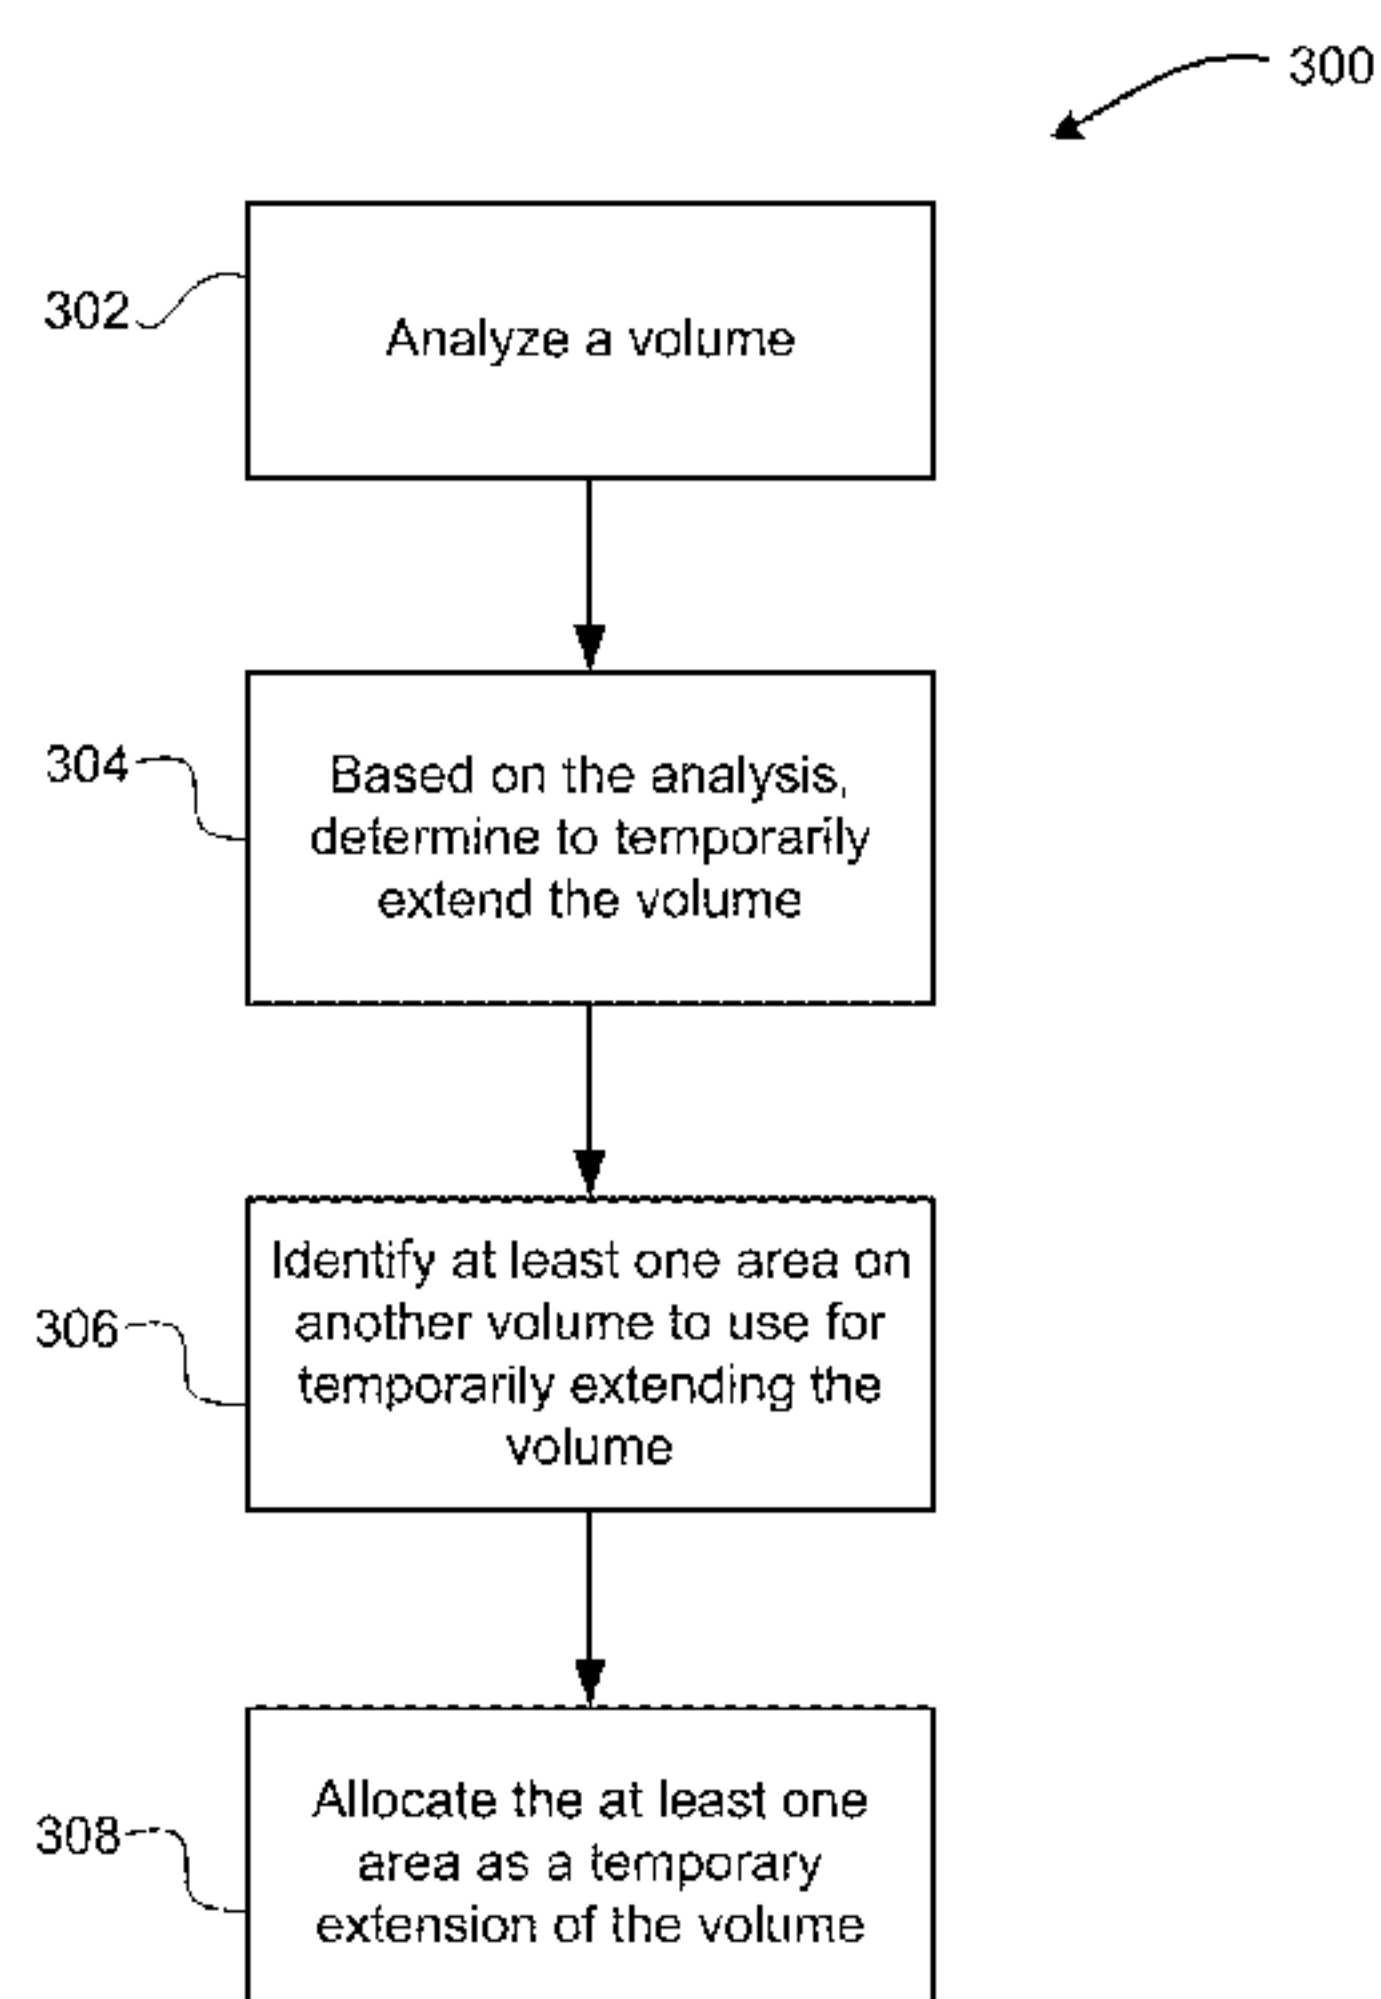 300
302
Analyze a volume
304
Based on the analysis,
determine to temporarily
extend the volume
306
Identify at least one area on
another volume to use for
temporarily extending the
volume
308
Allocate the at least one
area as a temporary
extension of the volume